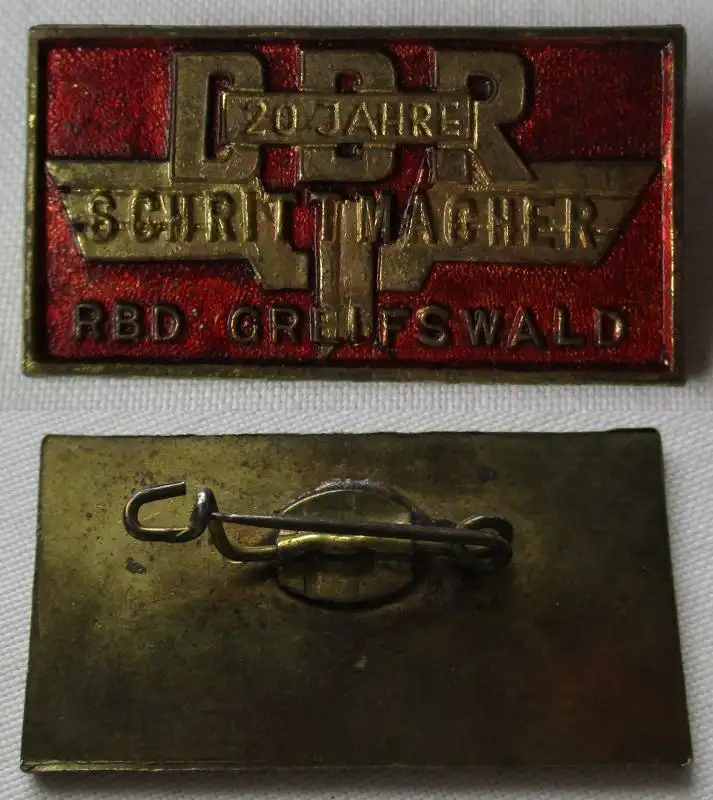 DDR
20 JAHRE
SCHRITTMACHER
RBD GREIFSWALD